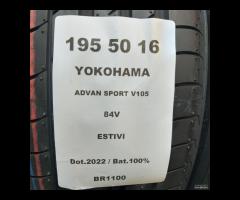 195 50 16
YOKOHAMA
ADVAN SPORT V105
84V
ESTIVI
Dot.2022 / Bat.100%
BR1100